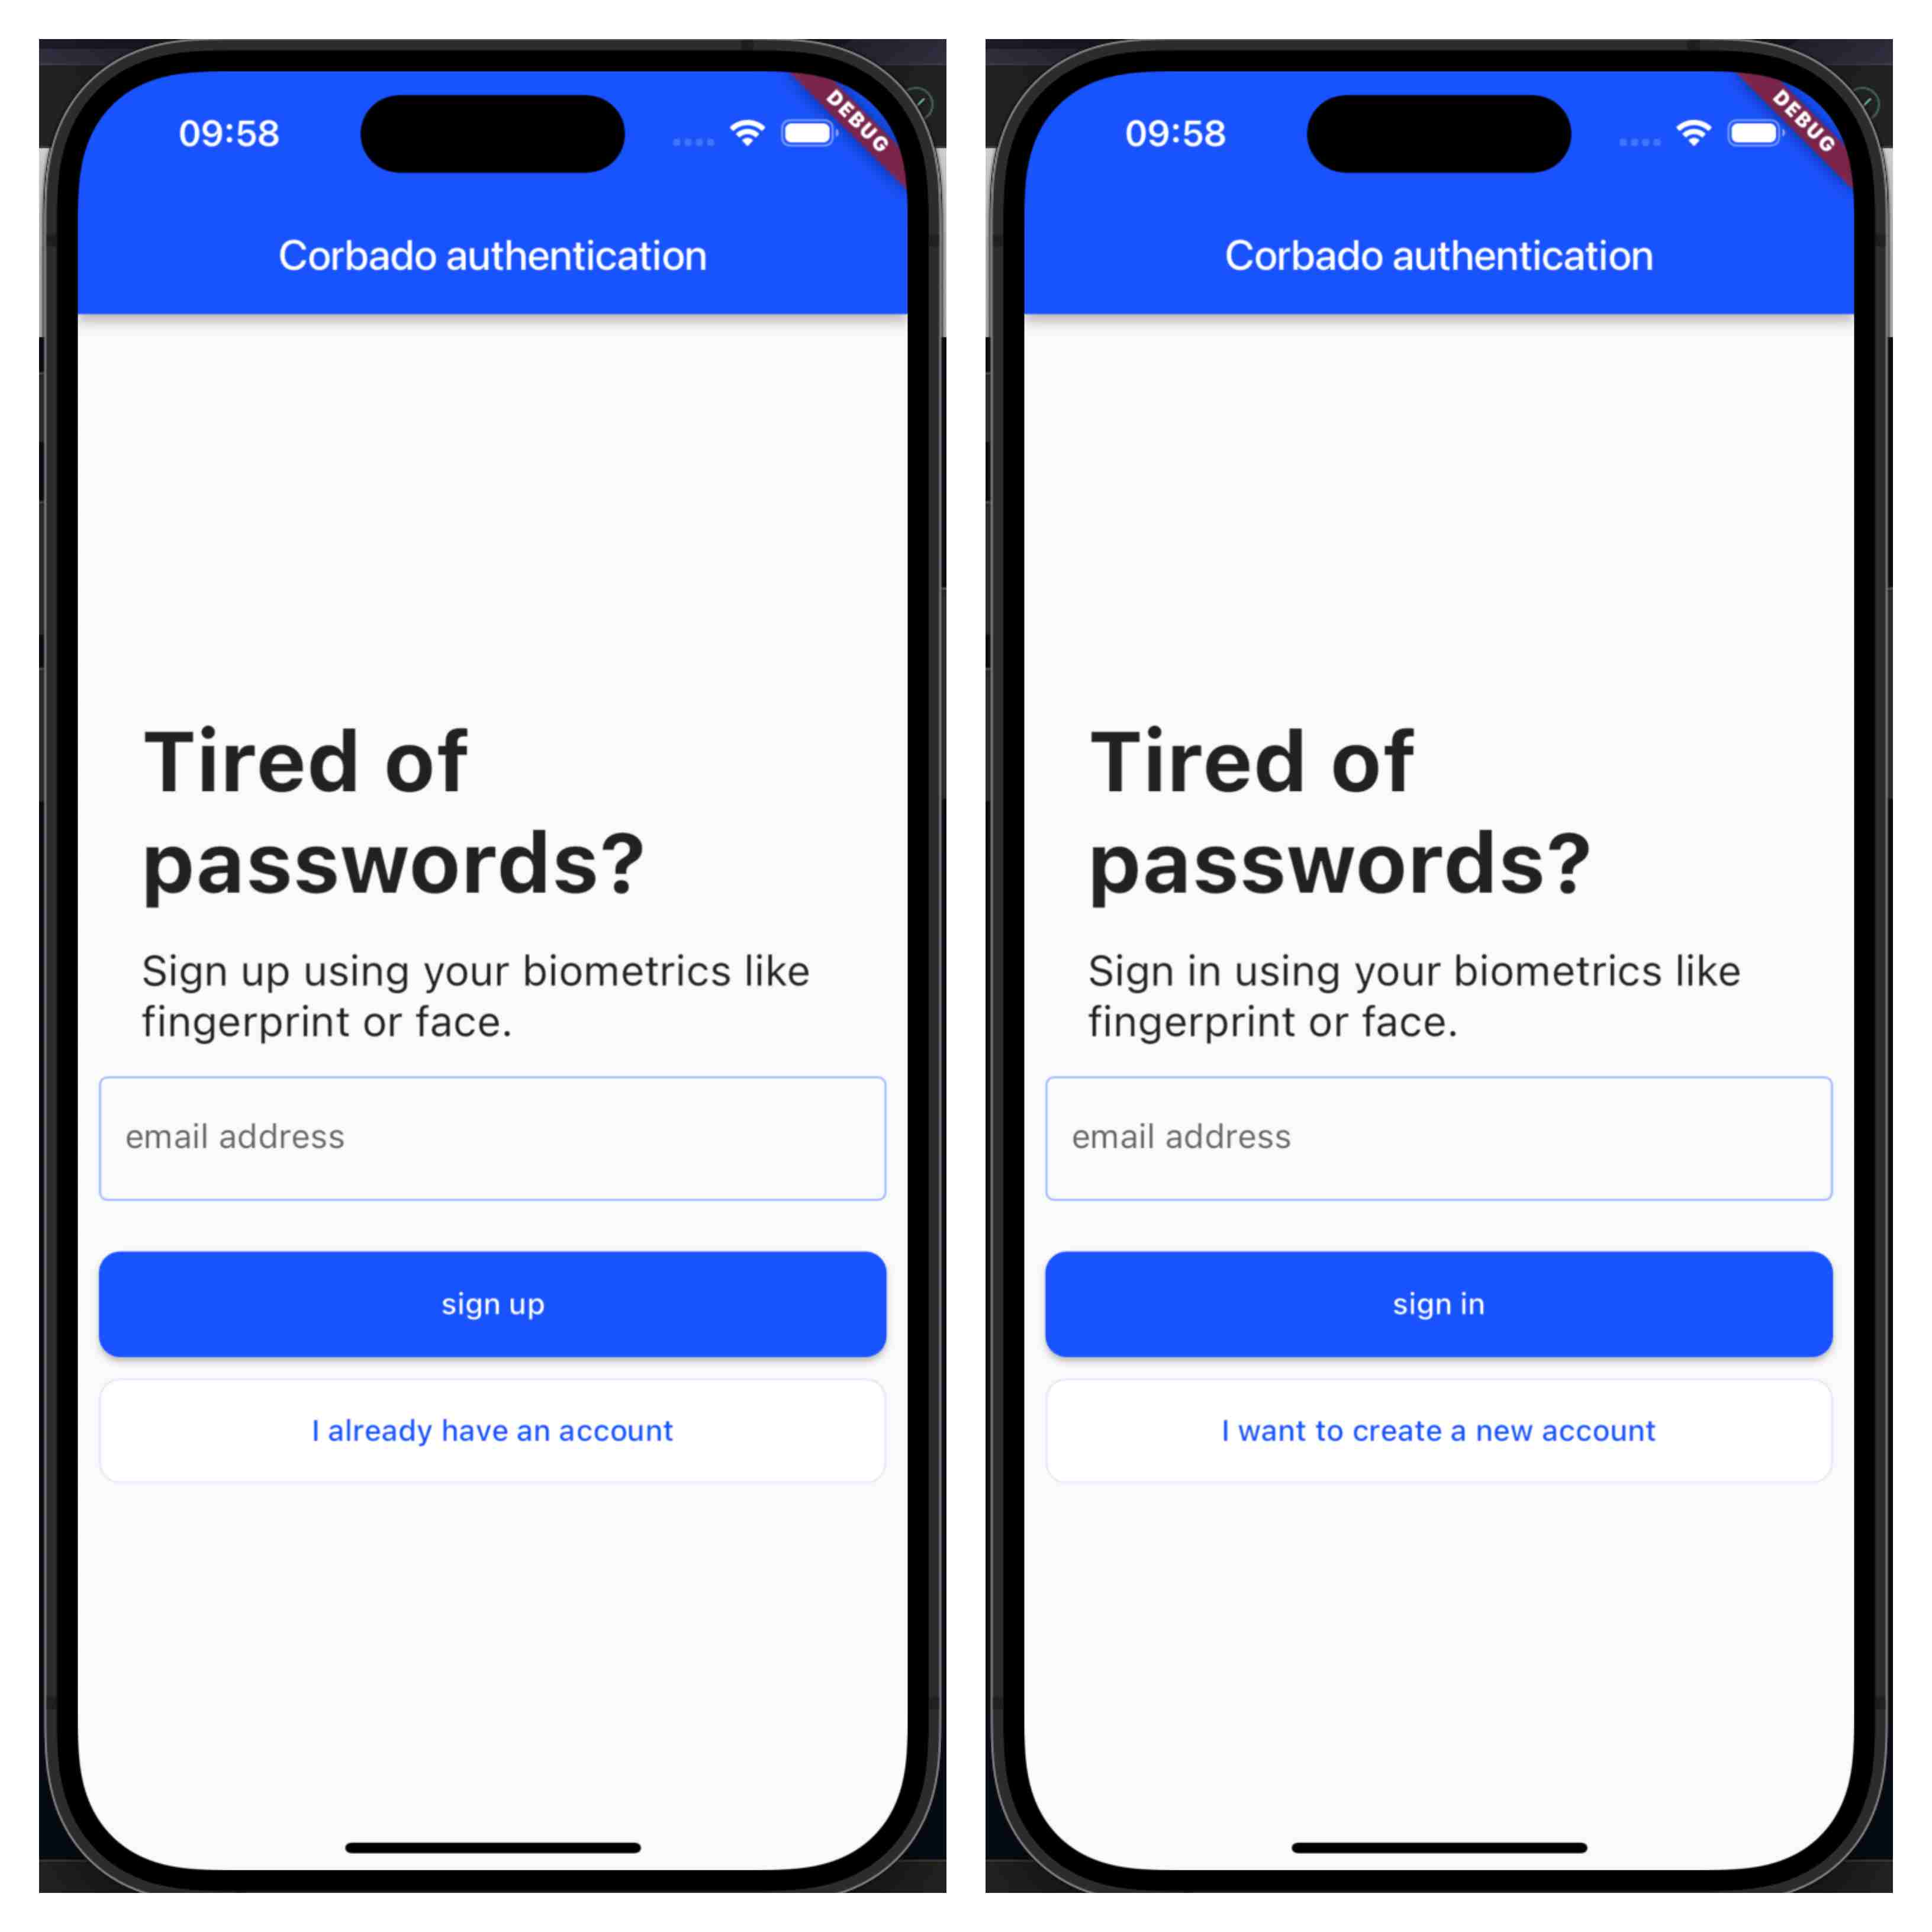 09:58
DEBUG
Corbado authentication
Tired of
passwords?
Sign up using your biometrics like
fingerprint or face.
email address
sign up
I already have an account
09:58
DEBUG
Corbado authentication
Tired of
passwords?
Sign in using your biometrics like
fingerprint or face.
email address
sign in
I want to create a new account